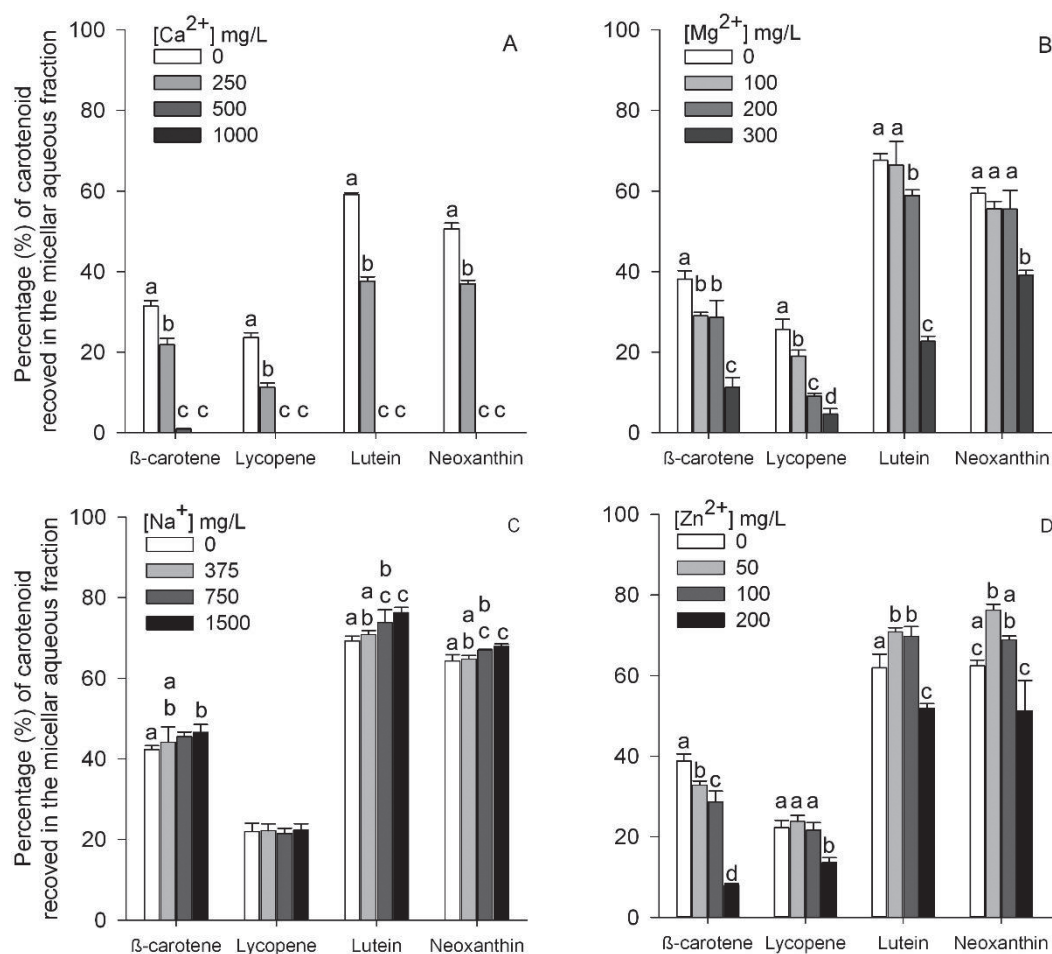 Percentage (%) of carotenoid
recoved in the micellar aqueous fraction
100
80
60
40
20
0
[Ca2+] mg/L
0
250
500
1000
A
a
b
c c
a
b
c c
a
b
c c
a
b
c c
ß-carotene Lycopene Lutein Neoxanthin
100
80
60
40
20
0
[Mg2+] mg/L
0
100
200
300
B
a
b b
c
a
b
c
d
a a
b
c
a a a
b
ß-carotene Lycopene Lutein Neoxanthin
Percentage (%) of carotenoid
recoved in the micellar aqueous fraction
100
80
60
40
20
0
[Na+] mg/L
0
375
750
1500
C
a
a
b b
b
a
a b c c
b
a
a b c c
ß-carotene Lycopene Lutein Neoxanthin
100
80
60
40
20
0
[Zn2+] mg/L
0
50
100
200
D
a
b
c
d
a a a
b
a
b b
c
b a
a b
c
a
ß-carotene Lycopene Lutein Neoxanthin